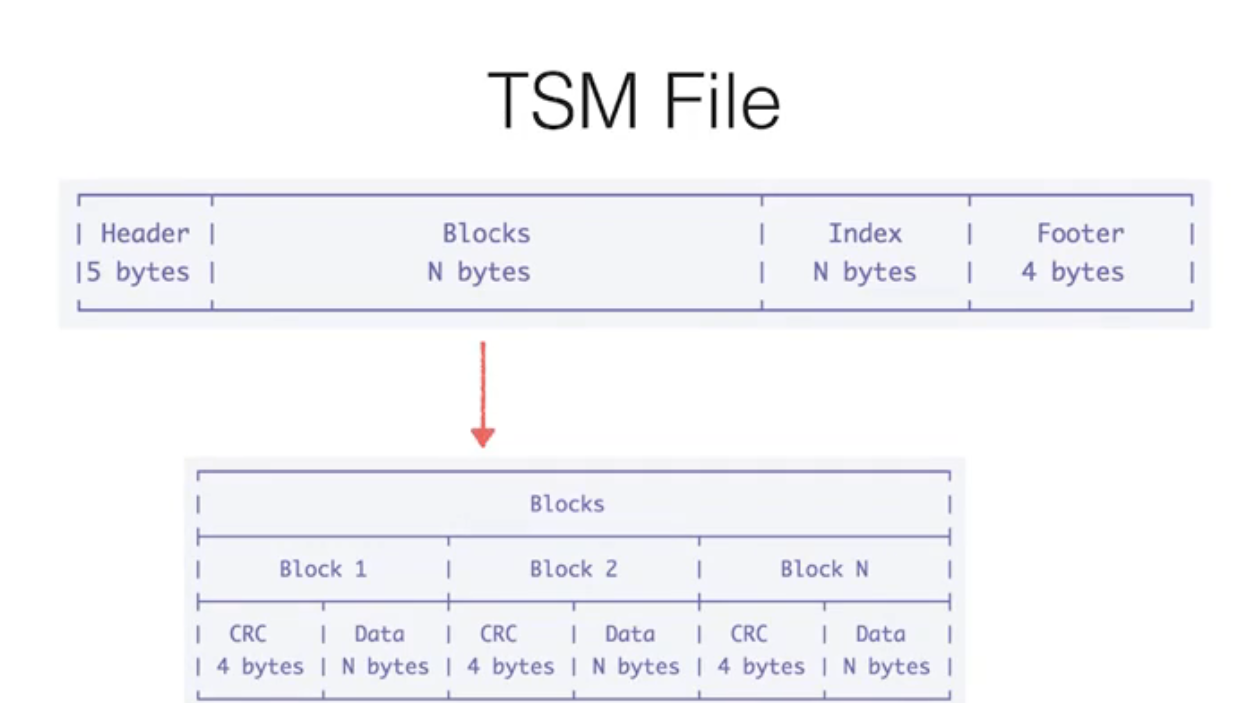 TSM File
Header Blocks Index Footer
5 bytes N bytes N bytes 4 bytes
Blocks
Block 1 Block 2 Block N
CRC Data CRC Data CRC Data
4 bytes N bytes 4 bytes N bytes 4 bytes N bytes